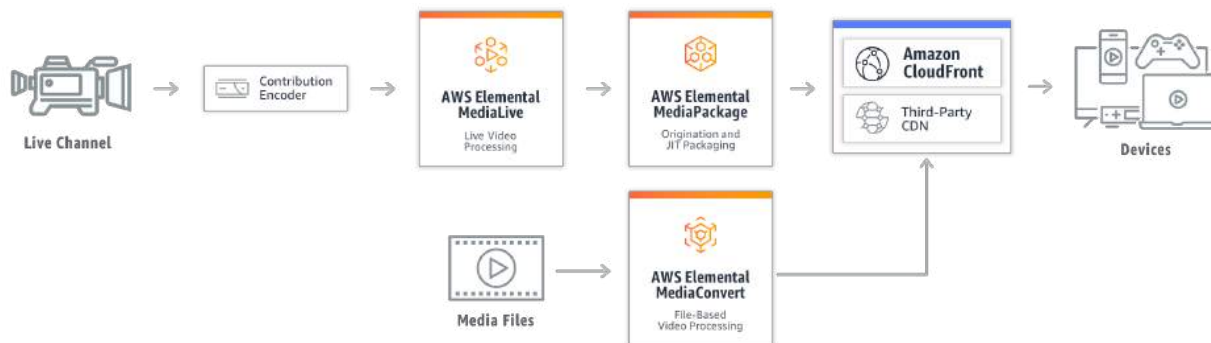 Contribution
Encoder
AWS Elemental
MediaLive
Live Video
Processing
AWS Elemental
MediaPackage
Origination and
JIT Packaging
Amazon
CloudFront
Third-Party
CDN
Live Channel
Devices
Media Files
AWS Elemental
MediaConvert
File-Based
Video Processing